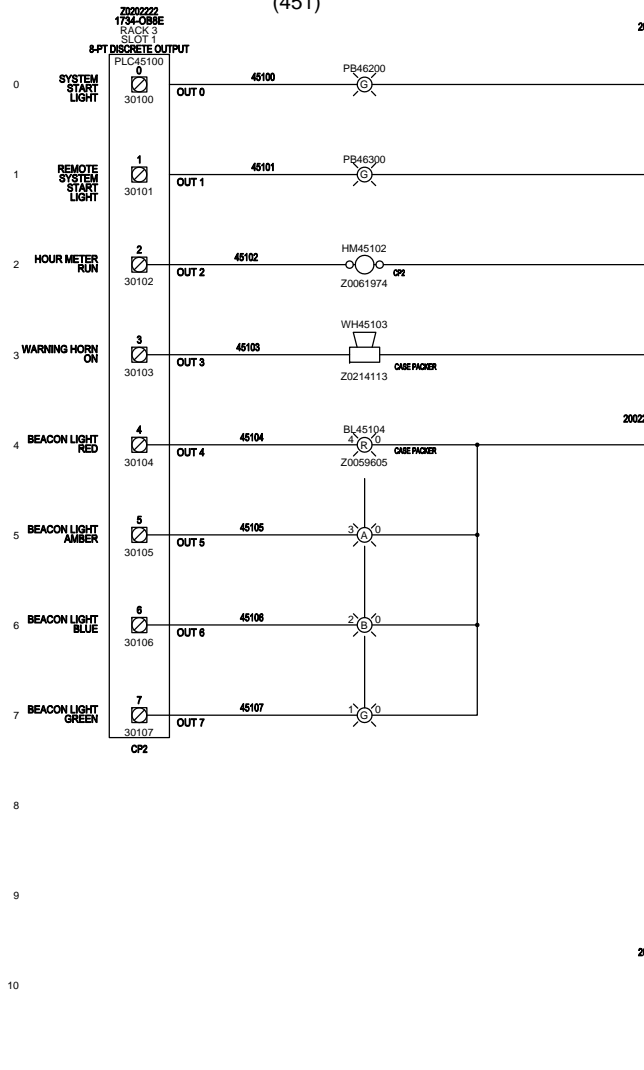 (451)
Z0202222
1734-OB8E
RACK 3
SLOT 1
8-PT DISCRETE OUTPUT
PLC45100
0
SYSTEM
START
LIGHT
0
30100
OUT 0
45100
PB46200
G
1
REMOTE
SYSTEM
START
LIGHT
1
30101
OUT 1
45101
PB46300
G
2
HOUR METER
RUN
2
30102
OUT 2
45102
HM45102
CP2
Z0061974
3
WARNING HORN
ON
3
30103
OUT 3
45103
WH45103
CASE PACKER
Z0214113
4
BEACON LIGHT
RED
4
30104
OUT 4
45104
BL45104
4 R 0
CASE PACKER
Z0059605
5
BEACON LIGHT
AMBER
5
30105
OUT 5
45105
3 A 0
6
BEACON LIGHT
BLUE
6
30106
OUT 6
45106
2 B 0
7
BEACON LIGHT
GREEN
7
30107
OUT 7
45107
1 G 0
CP2
8
9
10